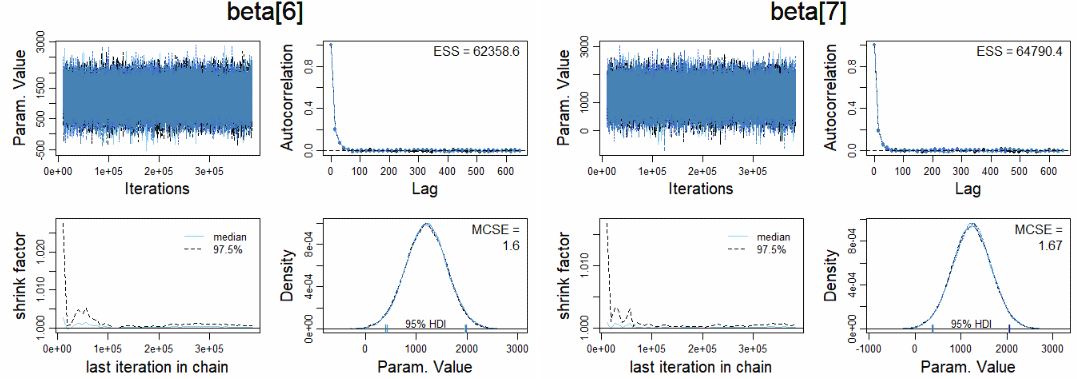 beta[6]
Param. Value
3000
1500
500
-500
0e+00
1e+05
2e+05
3e+05
Iterations
Autocorrelation
0.8
0.4
0.0
ESS = 62358.6
0
100
200
300
400
500
600
Lag
shrink factor
1.020
1.010
1.000
median
97.5%
0e+00
1e+05
2e+05
3e+05
last iteration in chain
Density
8e-04
4e-04
0e+00
MCSE =
1.6
95% HDI
0
1000
2000
3000
Param. Value
beta[7]
Param. Value
3000
2000
1000
0
0e+00
1e+05
2e+05
3e+05
Iterations
Autocorrelation
0.8
0.4
0.0
ESS = 64790.4
0
100
200
300
400
500
600
Lag
shrink factor
1.010
1.000
median
97.5%
0e+00
1e+05
2e+05
3e+05
last iteration in chain
Density
8e-04
4e-04
0e+00
MCSE =
1.67
95% HDI
-1000
0
1000
2000
3000
Param. Value